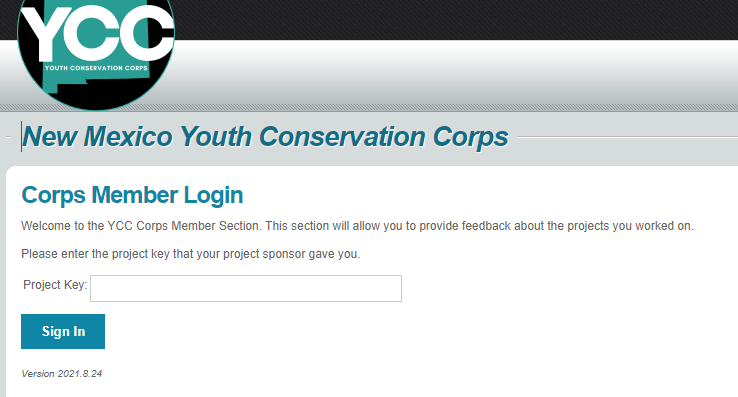 YCC
YOUTH CONSERVATION CORPS
New Mexico Youth Conservation Corps
Corps Member Login
Welcome to the YCC Corps Member Section. This section will allow you to provide feedback about the projects you worked on.
Please enter the project key that your project sponsor gave you.
Project Key:
Sign In
Version 2021.8.24